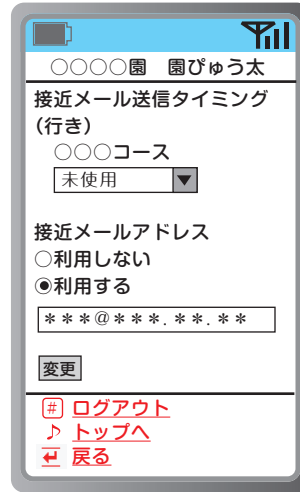 ○○○○園　園ぴゅう太
接近メール送信タイミング
(行き)
○○○コース
未使用 ▼
接近メールアドレス
○利用しない
◉利用する
＊＊＊@＊＊＊.＊＊.＊＊
変更
# ログアウト
♪ トップへ
戻る